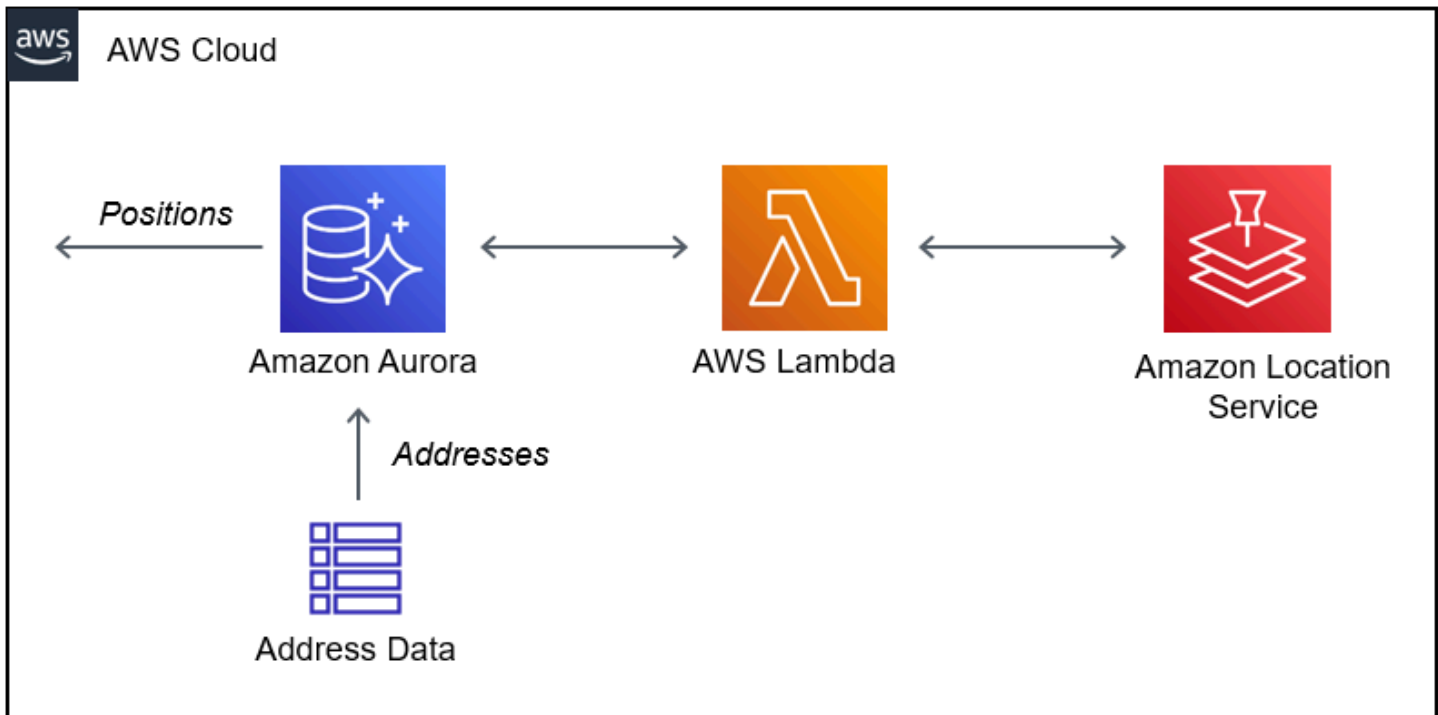 aws
AWS Cloud
Positions
Amazon Aurora
AWS Lambda
Amazon Location
Service
Addresses
Address Data